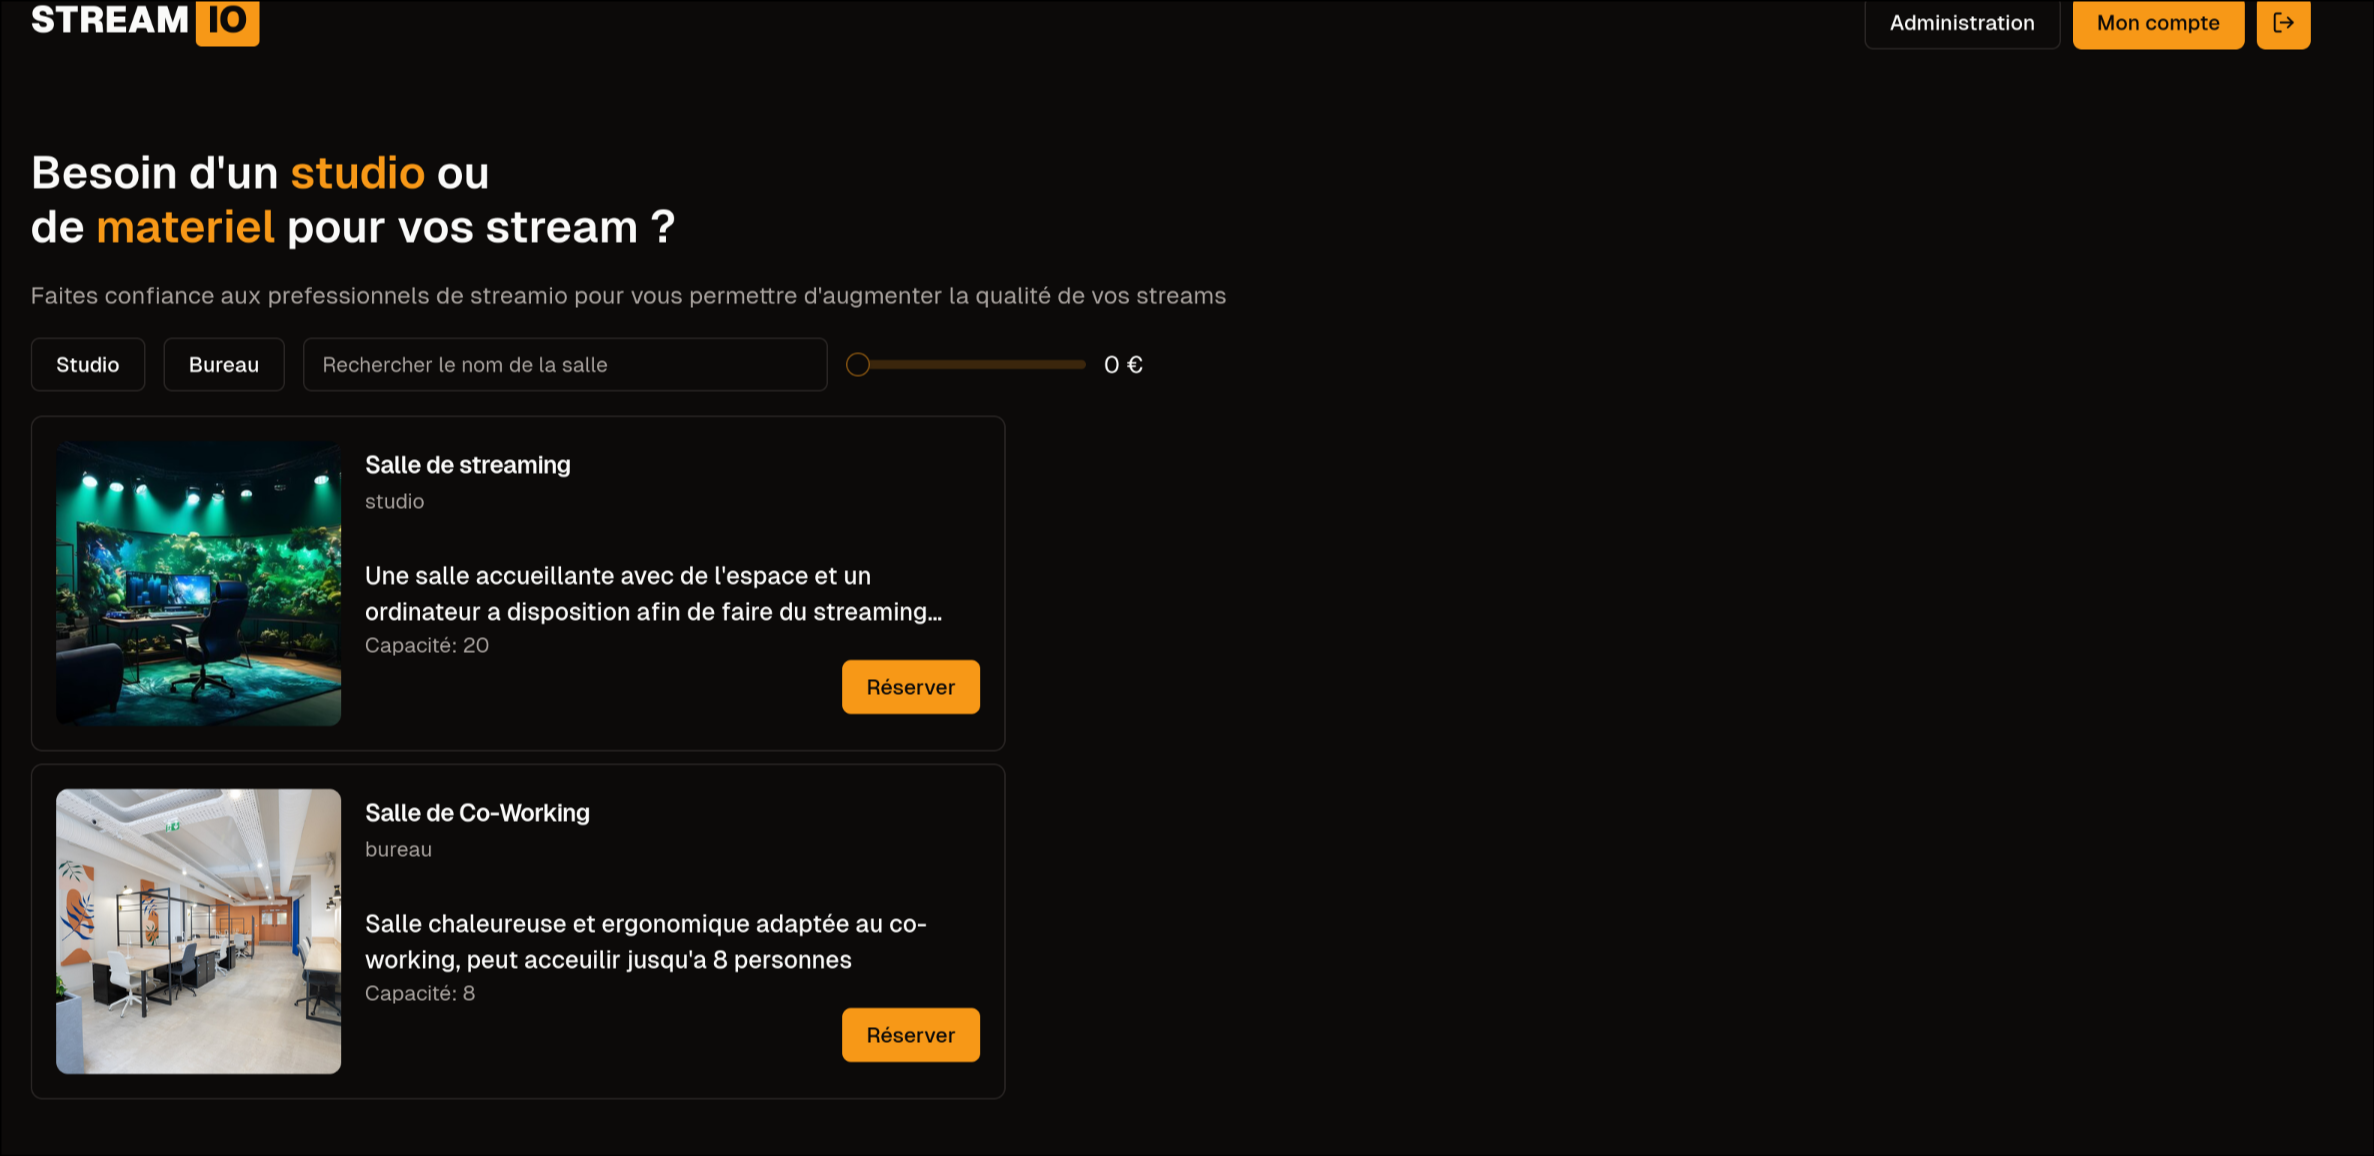 STREAM IO
Administration
Mon compte
Besoin d'un studio ou
de materiel pour vos stream ?
Faites confiance aux prefessionnels de streamio pour vous permettre d'augmenter la qualité de vos streams
Studio
Bureau
Rechercher le nom de la salle
0 €
Salle de streaming
studio
Une salle accueillante avec de l'espace et un
ordinateur a disposition afin de faire du streaming...
Capacité: 20
Réserver
Salle de Co-Working
bureau
Salle chaleureuse et ergonomique adaptée au co-
working, peut acceuilir jusqu'a 8 personnes
Capacité: 8
Réserver